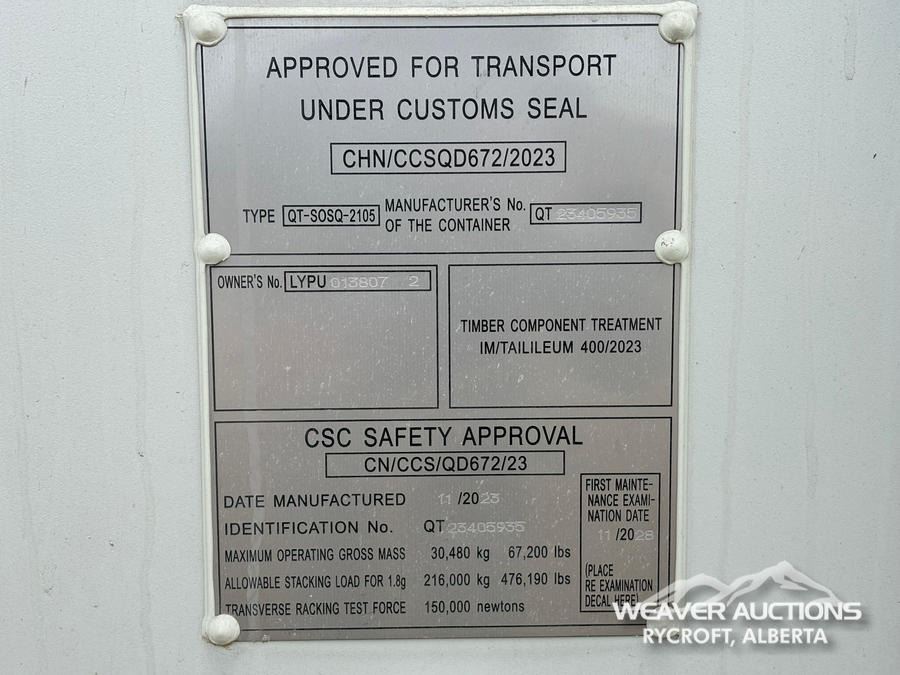 APPROVED FOR TRANSPORT
UNDER CUSTOMS SEAL
CHN/CCSQD672/2023
TYPE QT-SOSQ-2105 MANUFACTURER'S No. OF THE CONTAINER QT 23405935
OWNER'S No. LYPU 013807 2
TIMBER COMPONENT TREATMENT
IM/TAILILEUM 400/2023
CSC SAFETY APPROVAL
CN/CCS/QD672/23
DATE MANUFACTURED 11 /2023
IDENTIFICATION No. QT 23405935
MAXIMUM OPERATING GROSS MASS 30,480 kg 67,200 lbs
ALLOWABLE STACKING LOAD FOR 1.8g 216,000 kg 476,190 lbs
TRANSVERSE RACKING TEST FORCE 150,000 newtons
FIRST MAINTE-
NANCE EXAMI-
NATION DATE
11 /2028
(PLACE
RE EXAMINATION
DECAL HERE)
WEAVER AUCTIONS
RYCROFT, ALBERTA